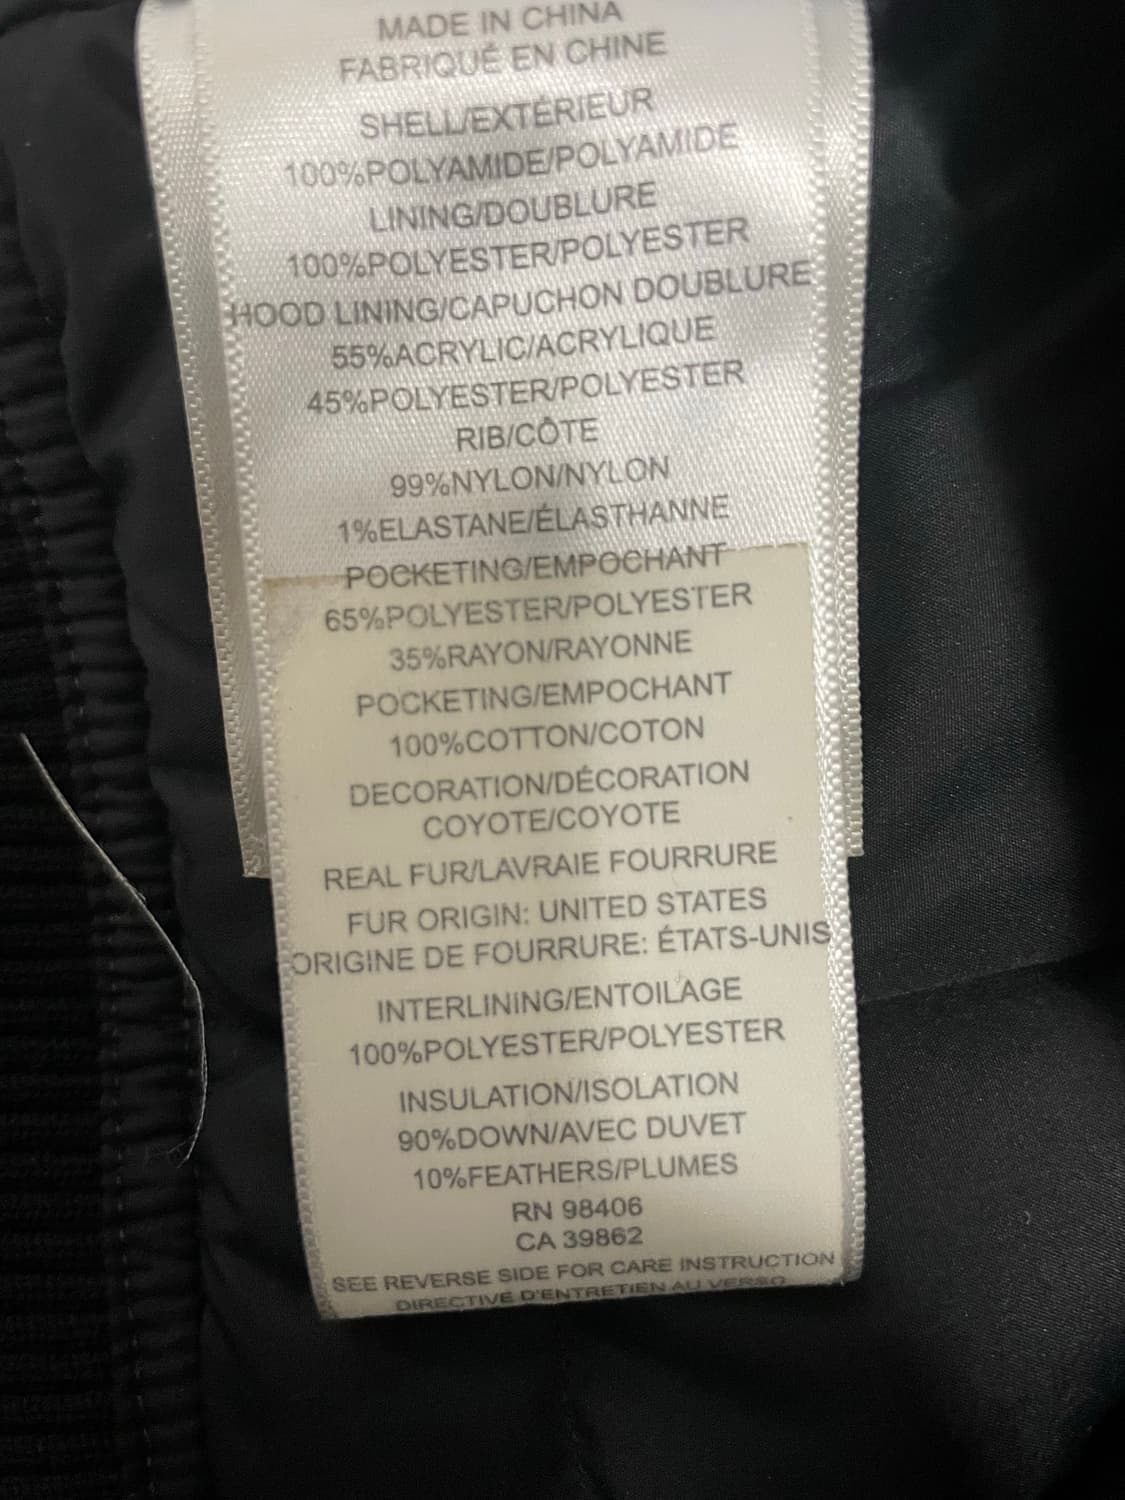 MADE IN CHINA
FABRIQUÉ EN CHINE
SHELL/EXTÉRIEUR
100%POLYAMIDE/POLYAMIDE
LINING/DOUBLURE
100%POLYESTER/POLYESTER
HOOD LINING/CAPUCHON DOUBLURE
55%ACRYLIC/ACRYLIQUE
45%POLYESTER/POLYESTER
RIB/CÔTE
99%NYLON/NYLON
1%ELASTANE/ÉLASTHANNE
POCKETING/EMPOCHANT
65%POLYESTER/POLYESTER
35%RAYON/RAYONNE
POCKETING/EMPOCHANT
100%COTTON/COTON
DECORATION/DÉCORATION
COYOTE/COYOTE
REAL FUR/LAVRAIE FOURRURE
FUR ORIGIN: UNITED STATES
ORIGINE DE FOURRURE: ÉTATS-UNIS
INTERLINING/ENTOILAGE
100%POLYESTER/POLYESTER
INSULATION/ISOLATION
90%DOWN/AVEC DUVET
10%FEATHERS/PLUMES
RN 98406
CA 39862
SEE REVERSE SIDE FOR CARE INSTRUCTION
DIRECTIVE D'ENTRETIEN AU VERSO